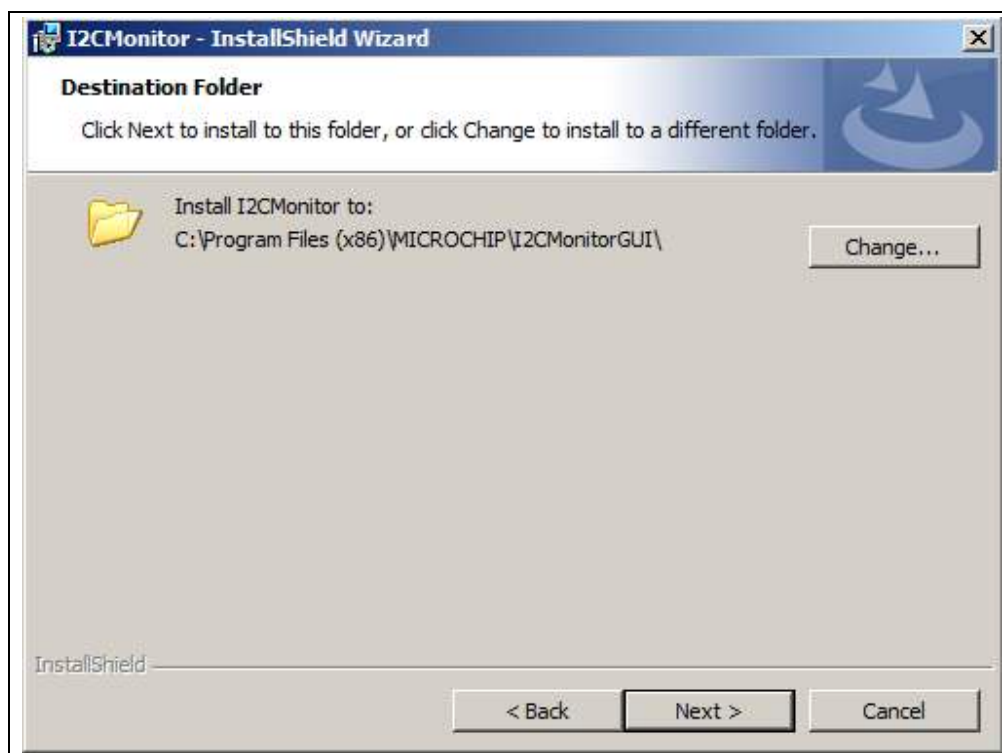 I2CMonitor - InstallShield Wizard
Destination Folder
Click Next to install to this folder, or click Change to install to a different folder.
Install I2CMonitor to:
C:\Program Files (x86)\MICROCHIP\I2CMonitorGUI\
Change...
InstallShield
< Back
Next >
Cancel